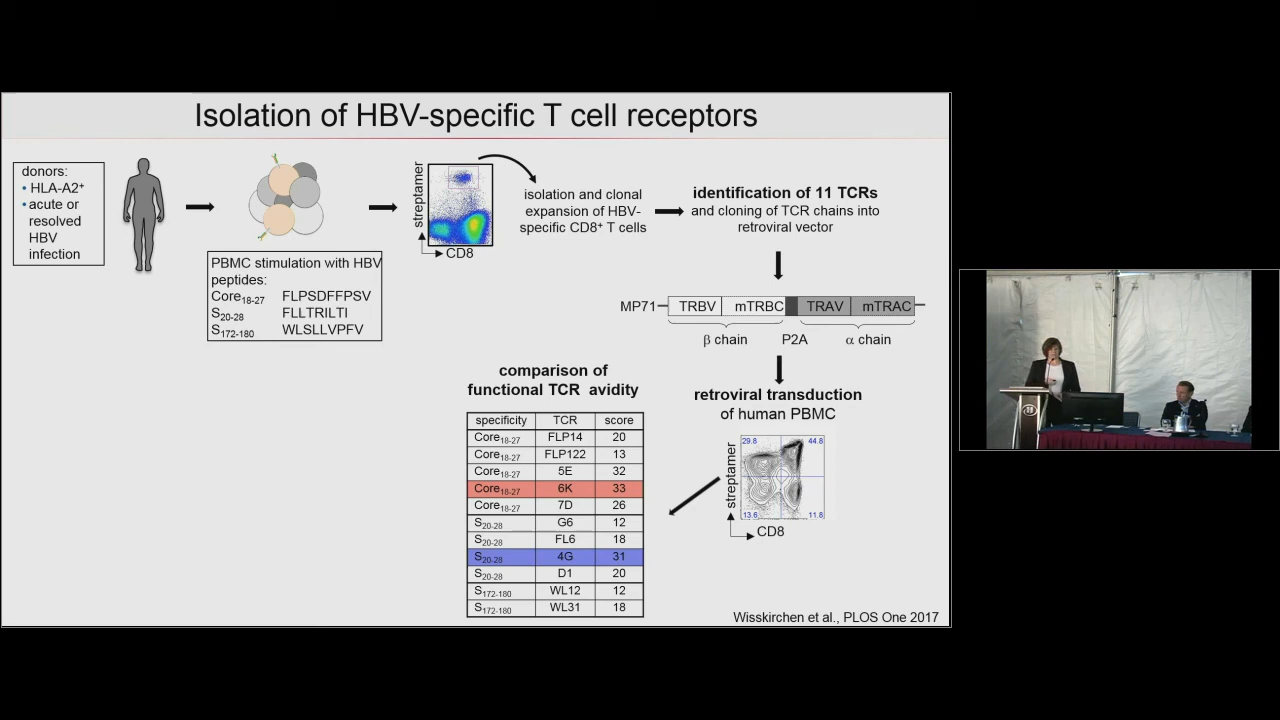 Isolation of HBV-specific T cell receptors
donors:
• HLA-A2⁺
• acute or
resolved
HBV
infection
PBMC stimulation with HBV
peptides:
Core₁₈₋₂₇ FLPSDFFPSV
S₂₀₋₂₈ FLLTRILTI
S₁₇₂₋₁₈₀ WLSLLVPFV
streptamer
CD8
isolation and clonal
expansion of HBV-
specific CD8⁺ T cells
identification of 11 TCRs
and cloning of TCR chains into
retroviral vector
MP71 TRBV mTRBC TRAV mTRAC
β chain P2A α chain
retroviral transduction
of human PBMC
29.8 44.8
streptamer
13.6 11.8
CD8
comparison of
functional TCR avidity
specificity TCR score
Core₁₈₋₂₇ FLP14 20
Core₁₈₋₂₇ FLP122 13
Core₁₈₋₂₇ 5E 32
Core₁₈₋₂₇ 6K 33
Core₁₈₋₂₇ 7D 26
S₂₀₋₂₈ G6 12
S₂₀₋₂₈ FL6 18
S₂₀₋₂₈ 4G 31
S₂₀₋₂₈ D1 20
S₁₇₂₋₁₈₀ WL12 12
S₁₇₂₋₁₈₀ WL31 18
Wisskirchen et al., PLOS One 2017